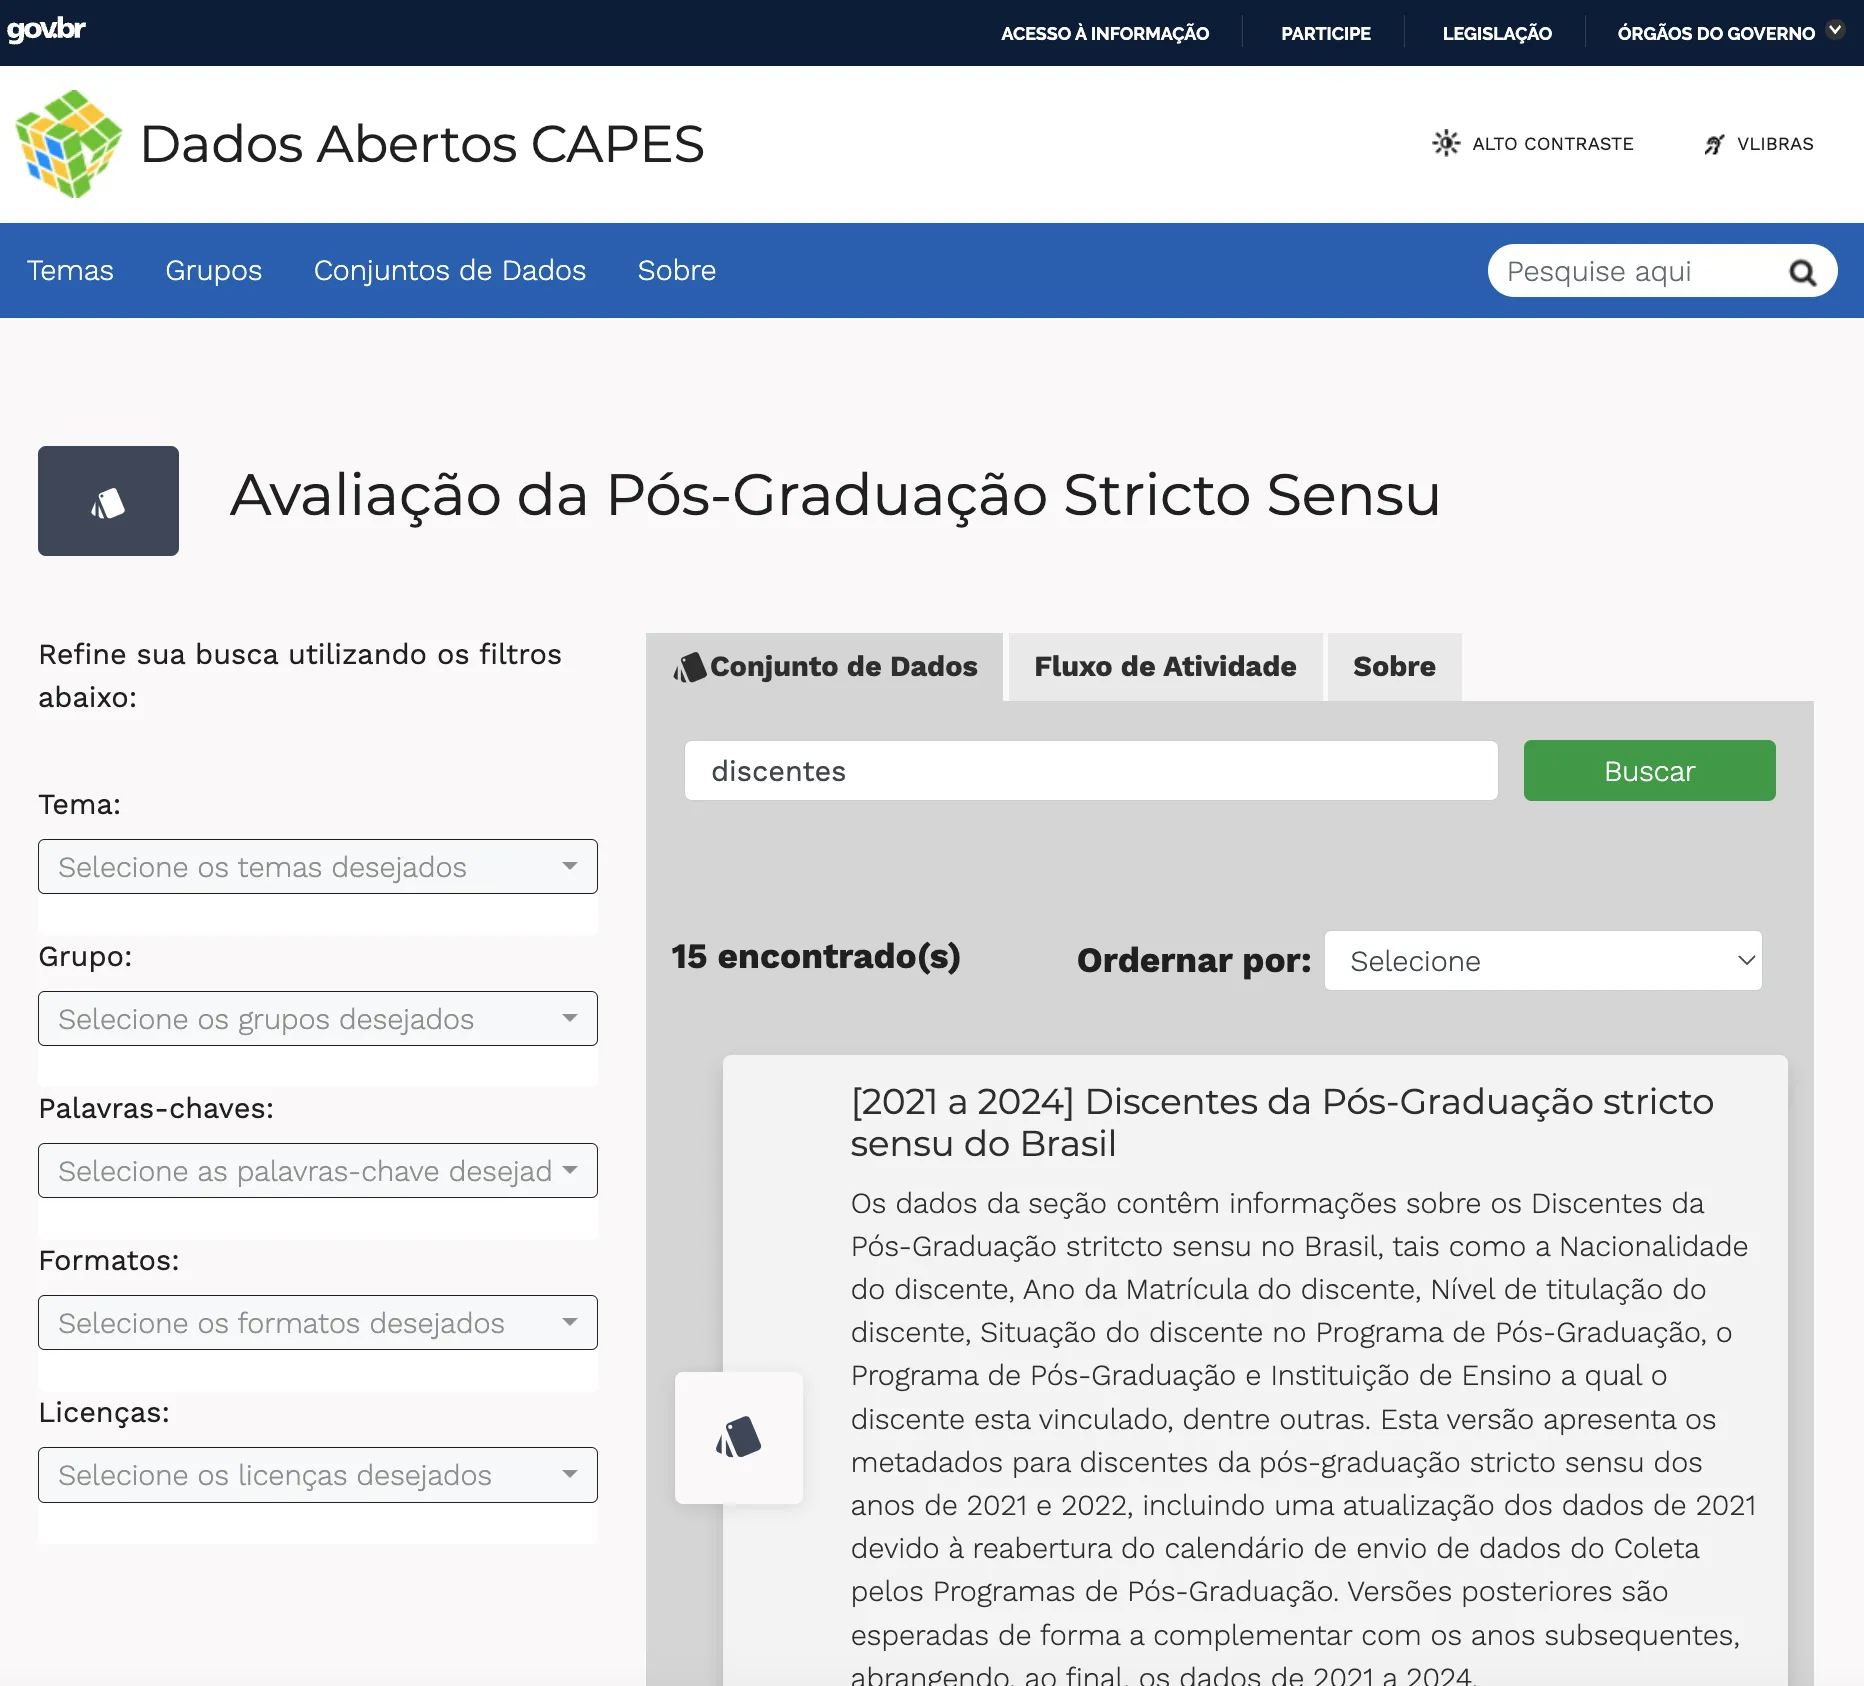 gov.br
ACESSO À INFORMAÇÃO
PARTICIPE
LEGISLAÇÃO
ÓRGÃOS DO GOVERNO
Dados Abertos CAPES
ALTO CONTRASTE
VLIBRAS
Temas
Grupos
Conjuntos de Dados
Sobre
Pesquise aqui
Avaliação da Pós-Graduação Stricto Sensu
Refine sua busca utilizando os filtros
abaixo:
Tema:
Selecione os temas desejados
Grupo:
Selecione os grupos desejados
Palavras-chaves:
Selecione as palavras-chave desejad
Formatos:
Selecione os formatos desejados
Licenças:
Selecione os licenças desejados
Conjunto de Dados
Fluxo de Atividade
Sobre
discentes
Buscar
15 encontrado(s)
Ordernar por:
Selecione
[2021 a 2024] Discentes da Pós-Graduação stricto
sensu do Brasil
Os dados da seção contêm informações sobre os Discentes da
Pós-Graduação stritcto sensu no Brasil, tais como a Nacionalidade
do discente, Ano da Matrícula do discente, Nível de titulação do
discente, Situação do discente no Programa de Pós-Graduação, o
Programa de Pós-Graduação e Instituição de Ensino a qual o
discente esta vinculado, dentre outras. Esta versão apresenta os
metadados para discentes da pós-graduação stricto sensu dos
anos de 2021 e 2022, incluindo uma atualização dos dados de 2021
devido à reabertura do calendário de envio de dados do Coleta
pelos Programas de Pós-Graduação. Versões posteriores são
esperadas de forma a complementar com os anos subsequentes,
abrangendo, ao final, os dados de 2021 a 2024.